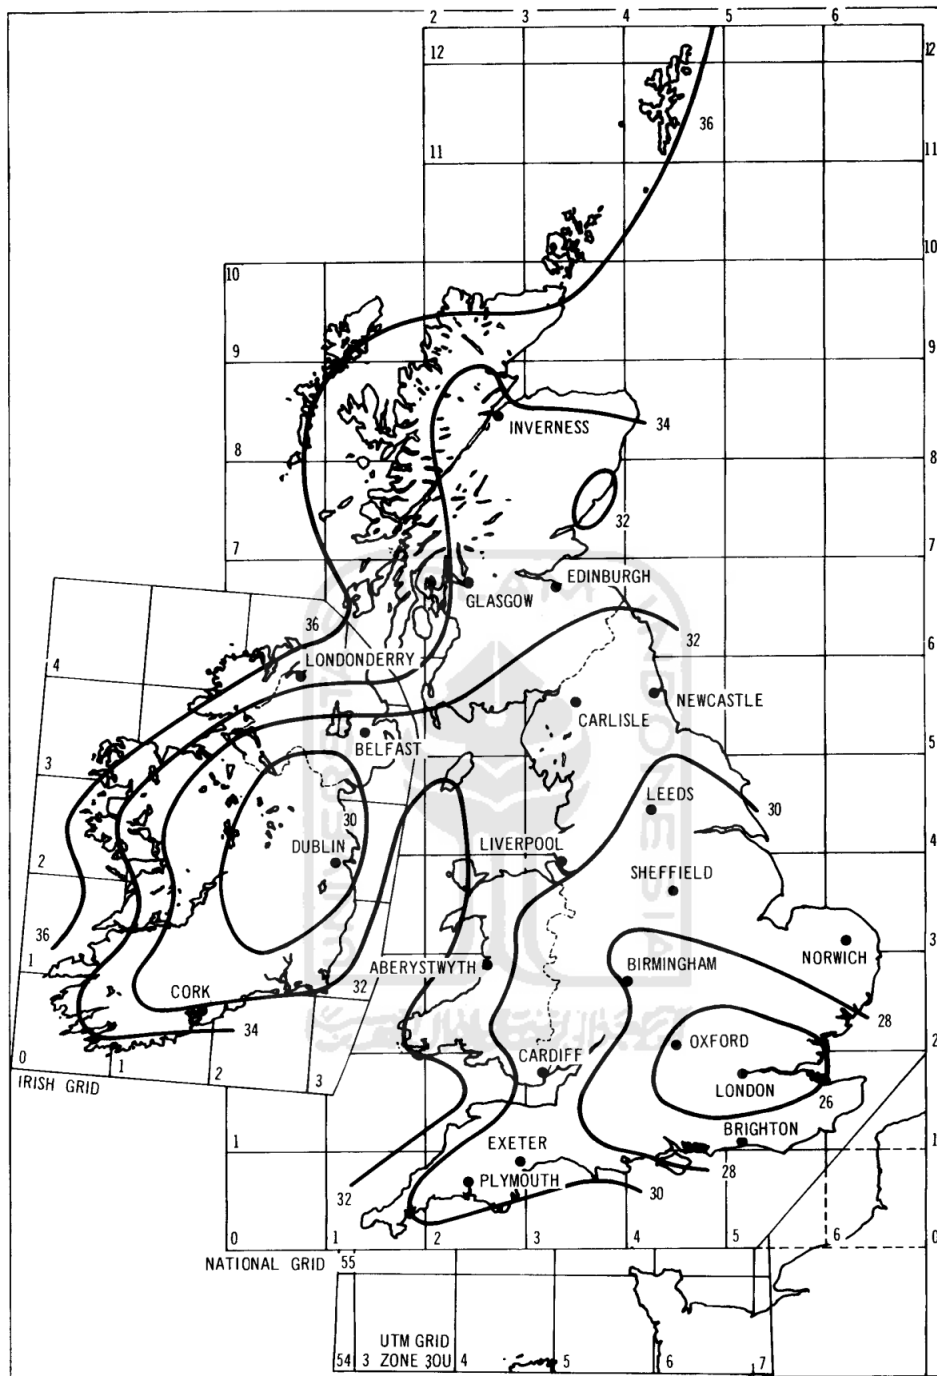 2 3 4 5 6
12 12
36
11 11
10 10
9 9
INVERNESS 34
8 8
32
7 7
EDINBURGH
GLASGOW
36
6 6
LONDONDERRY 32
4
NEWCASTLE
CARLISLE
BELFAST
5
3
LEEDS
30 30
DUBLIN LIVERPOOL
4
2 SHEFFIELD
36
NORWICH
3
1 ABERYSTWYTH BIRMINGHAM
CORK 32
34 28
0 OXFORD 2
CARDIFF
1 2 3
IRISH GRID LONDON
26
BRIGHTON
1 1
EXETER
PLYMOUTH 28
32 30
0 1 2 3 4 5 6 0
NATIONAL GRID 55
UTM GRID
54 3 ZONE 30U 4 5 6 7
INDONESIA